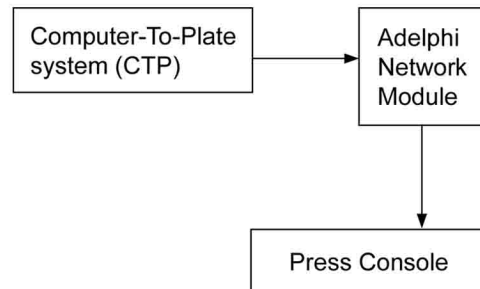 Computer-To-Plate
system (CTP)
Adelphi
Network
Module
Press Console